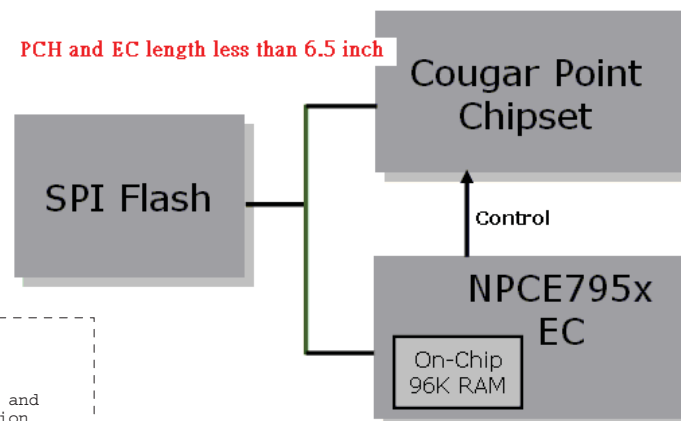 PCH and EC length less than 6.5 inch
Cougar Point
Chipset
SPI Flash
Control
NPCE795x
EC
On-Chip
96K RAM
and
ion